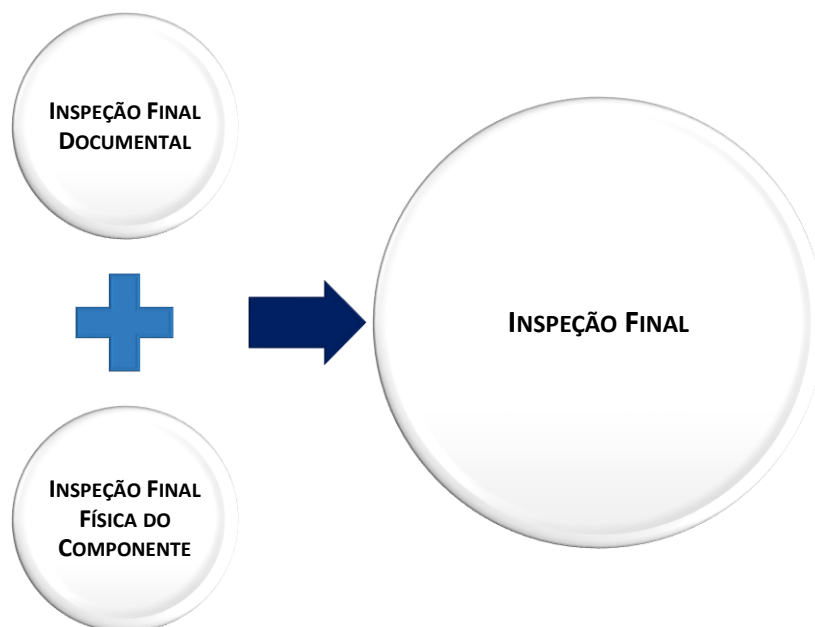 Inspeção Final
Documental
Inspeção Final
Inspeção Final
Física do
Componente